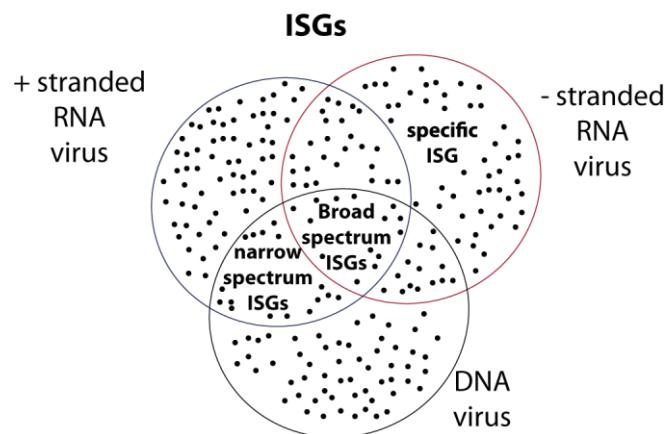 ISGs
+ stranded
RNA
virus
- stranded
RNA
virus
specific
ISG
Broad
spectrum
ISGs
narrow
spectrum
ISGs
DNA
virus